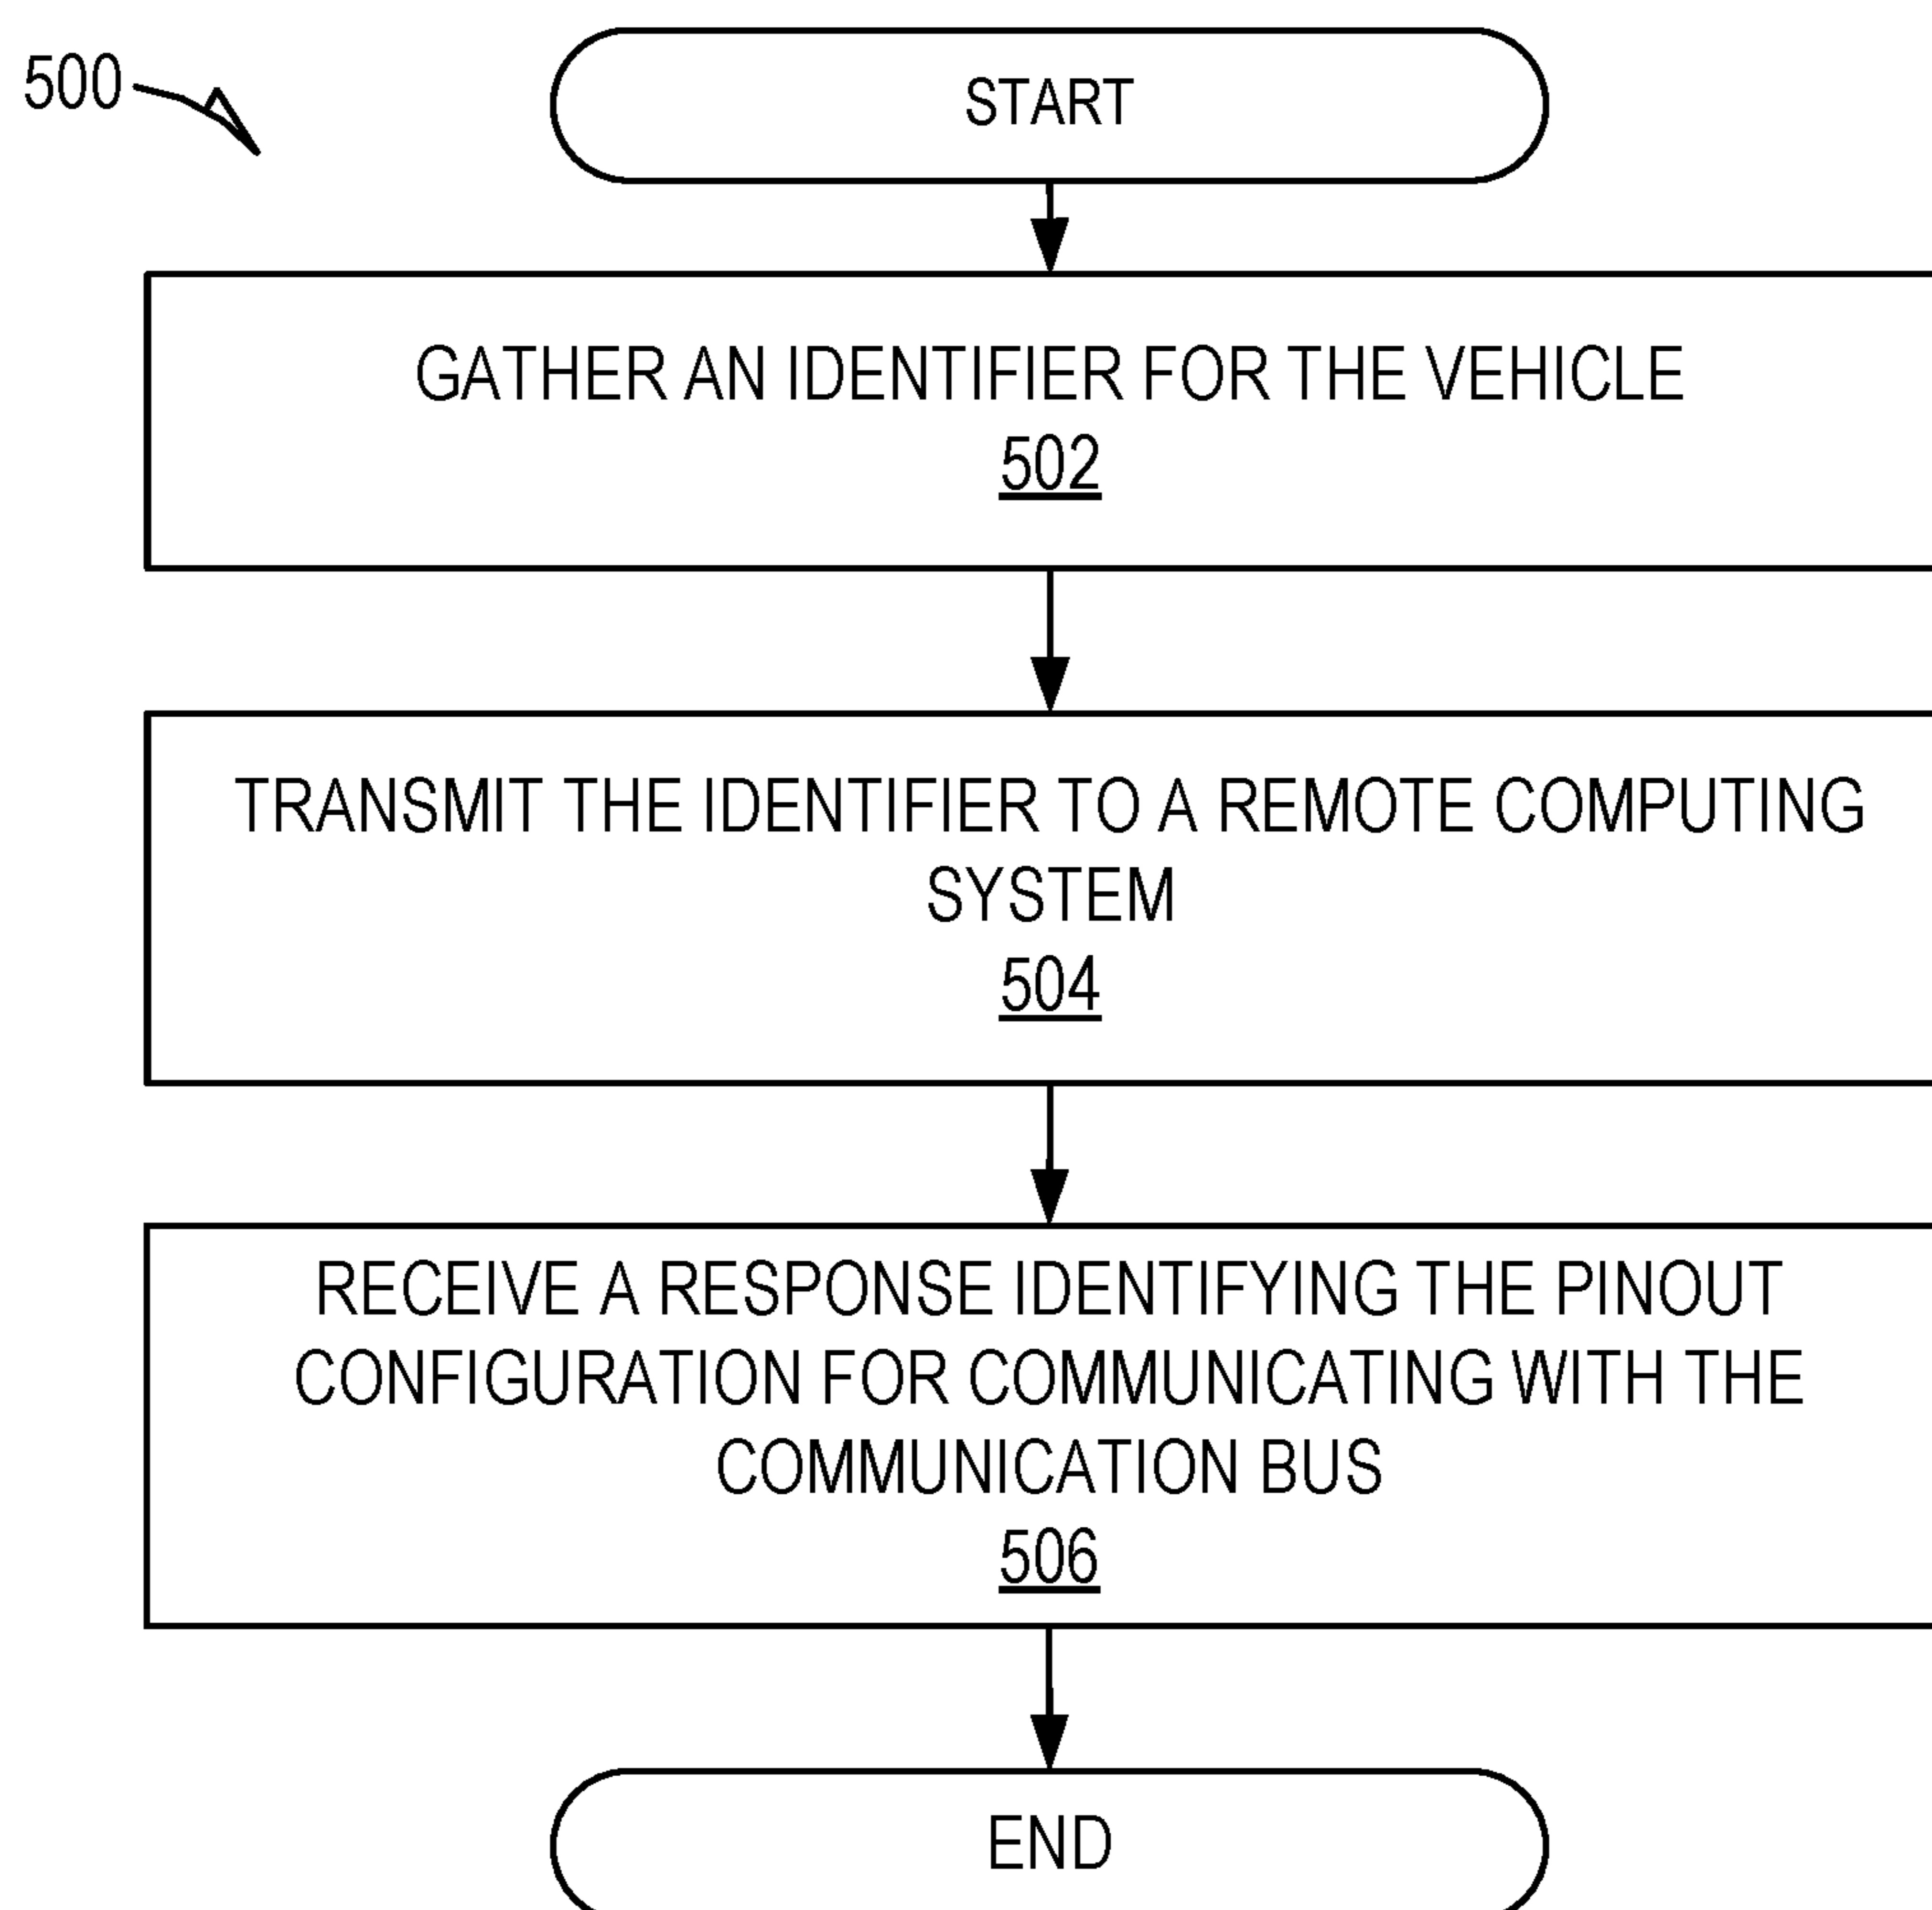 500
START
GATHER AN IDENTIFIER FOR THE VEHICLE
502
TRANSMIT THE IDENTIFIER TO A REMOTE COMPUTING
SYSTEM
504
RECEIVE A RESPONSE IDENTIFYING THE PINOUT
CONFIGURATION FOR COMMUNICATING WITH THE
COMMUNICATION BUS
506
END